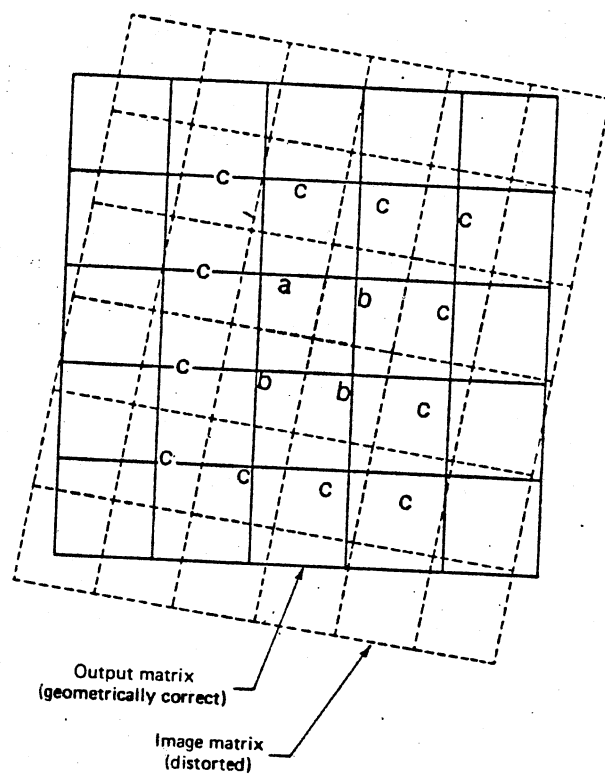 c c c c
c a b c
c b b c
c c c c
Output matrix
(geometrically correct)
Image matrix
(distorted)